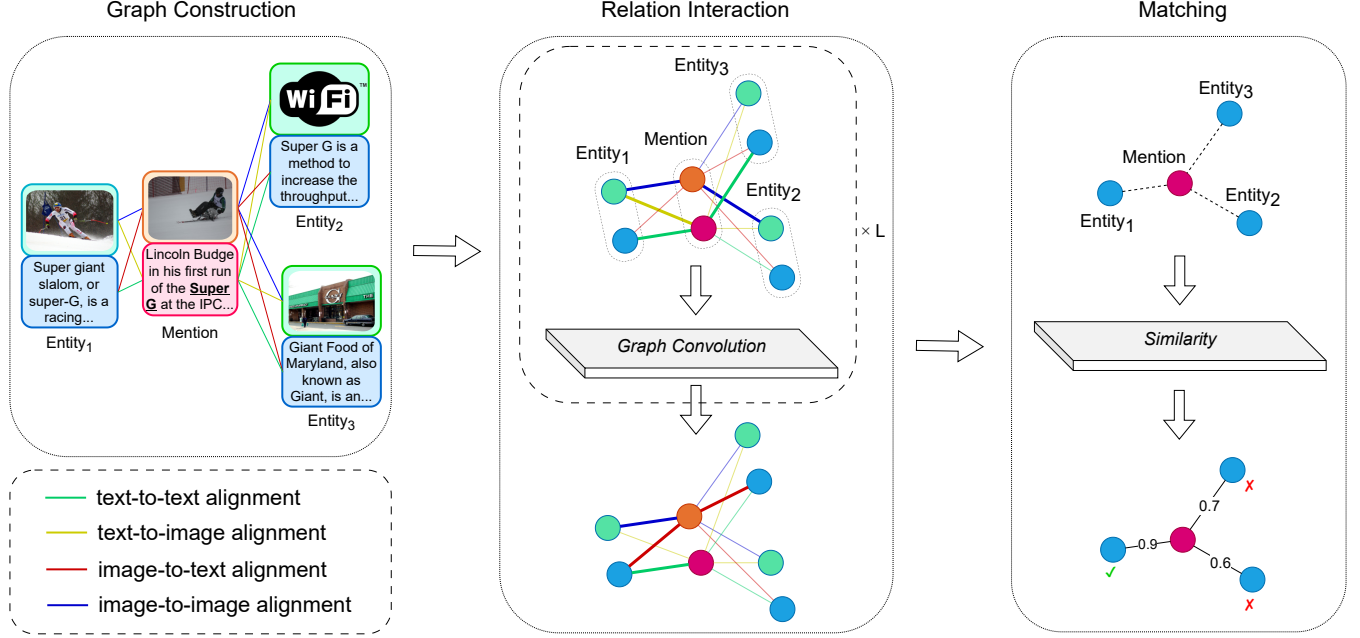 Graph Construction
Wi Fi
TM
Super G is a
method to
increase the
throughput...
Entity2
Super giant
slalom, or
super-G, is a
racing...
Entity1
Lincoln Budge
in his first run
of the Super
G at the IPC...
Mention
Giant Food of
Maryland, also
known as
Giant, is an...
Entity3
text-to-text alignment
text-to-image alignment
image-to-text alignment
image-to-image alignment
Relation Interaction
Entity3
Mention
Entity1
Entity2
× L
Graph Convolution
Matching
Entity3
Mention
Entity1
Entity2
Similarity
0.7
0.9
0.6